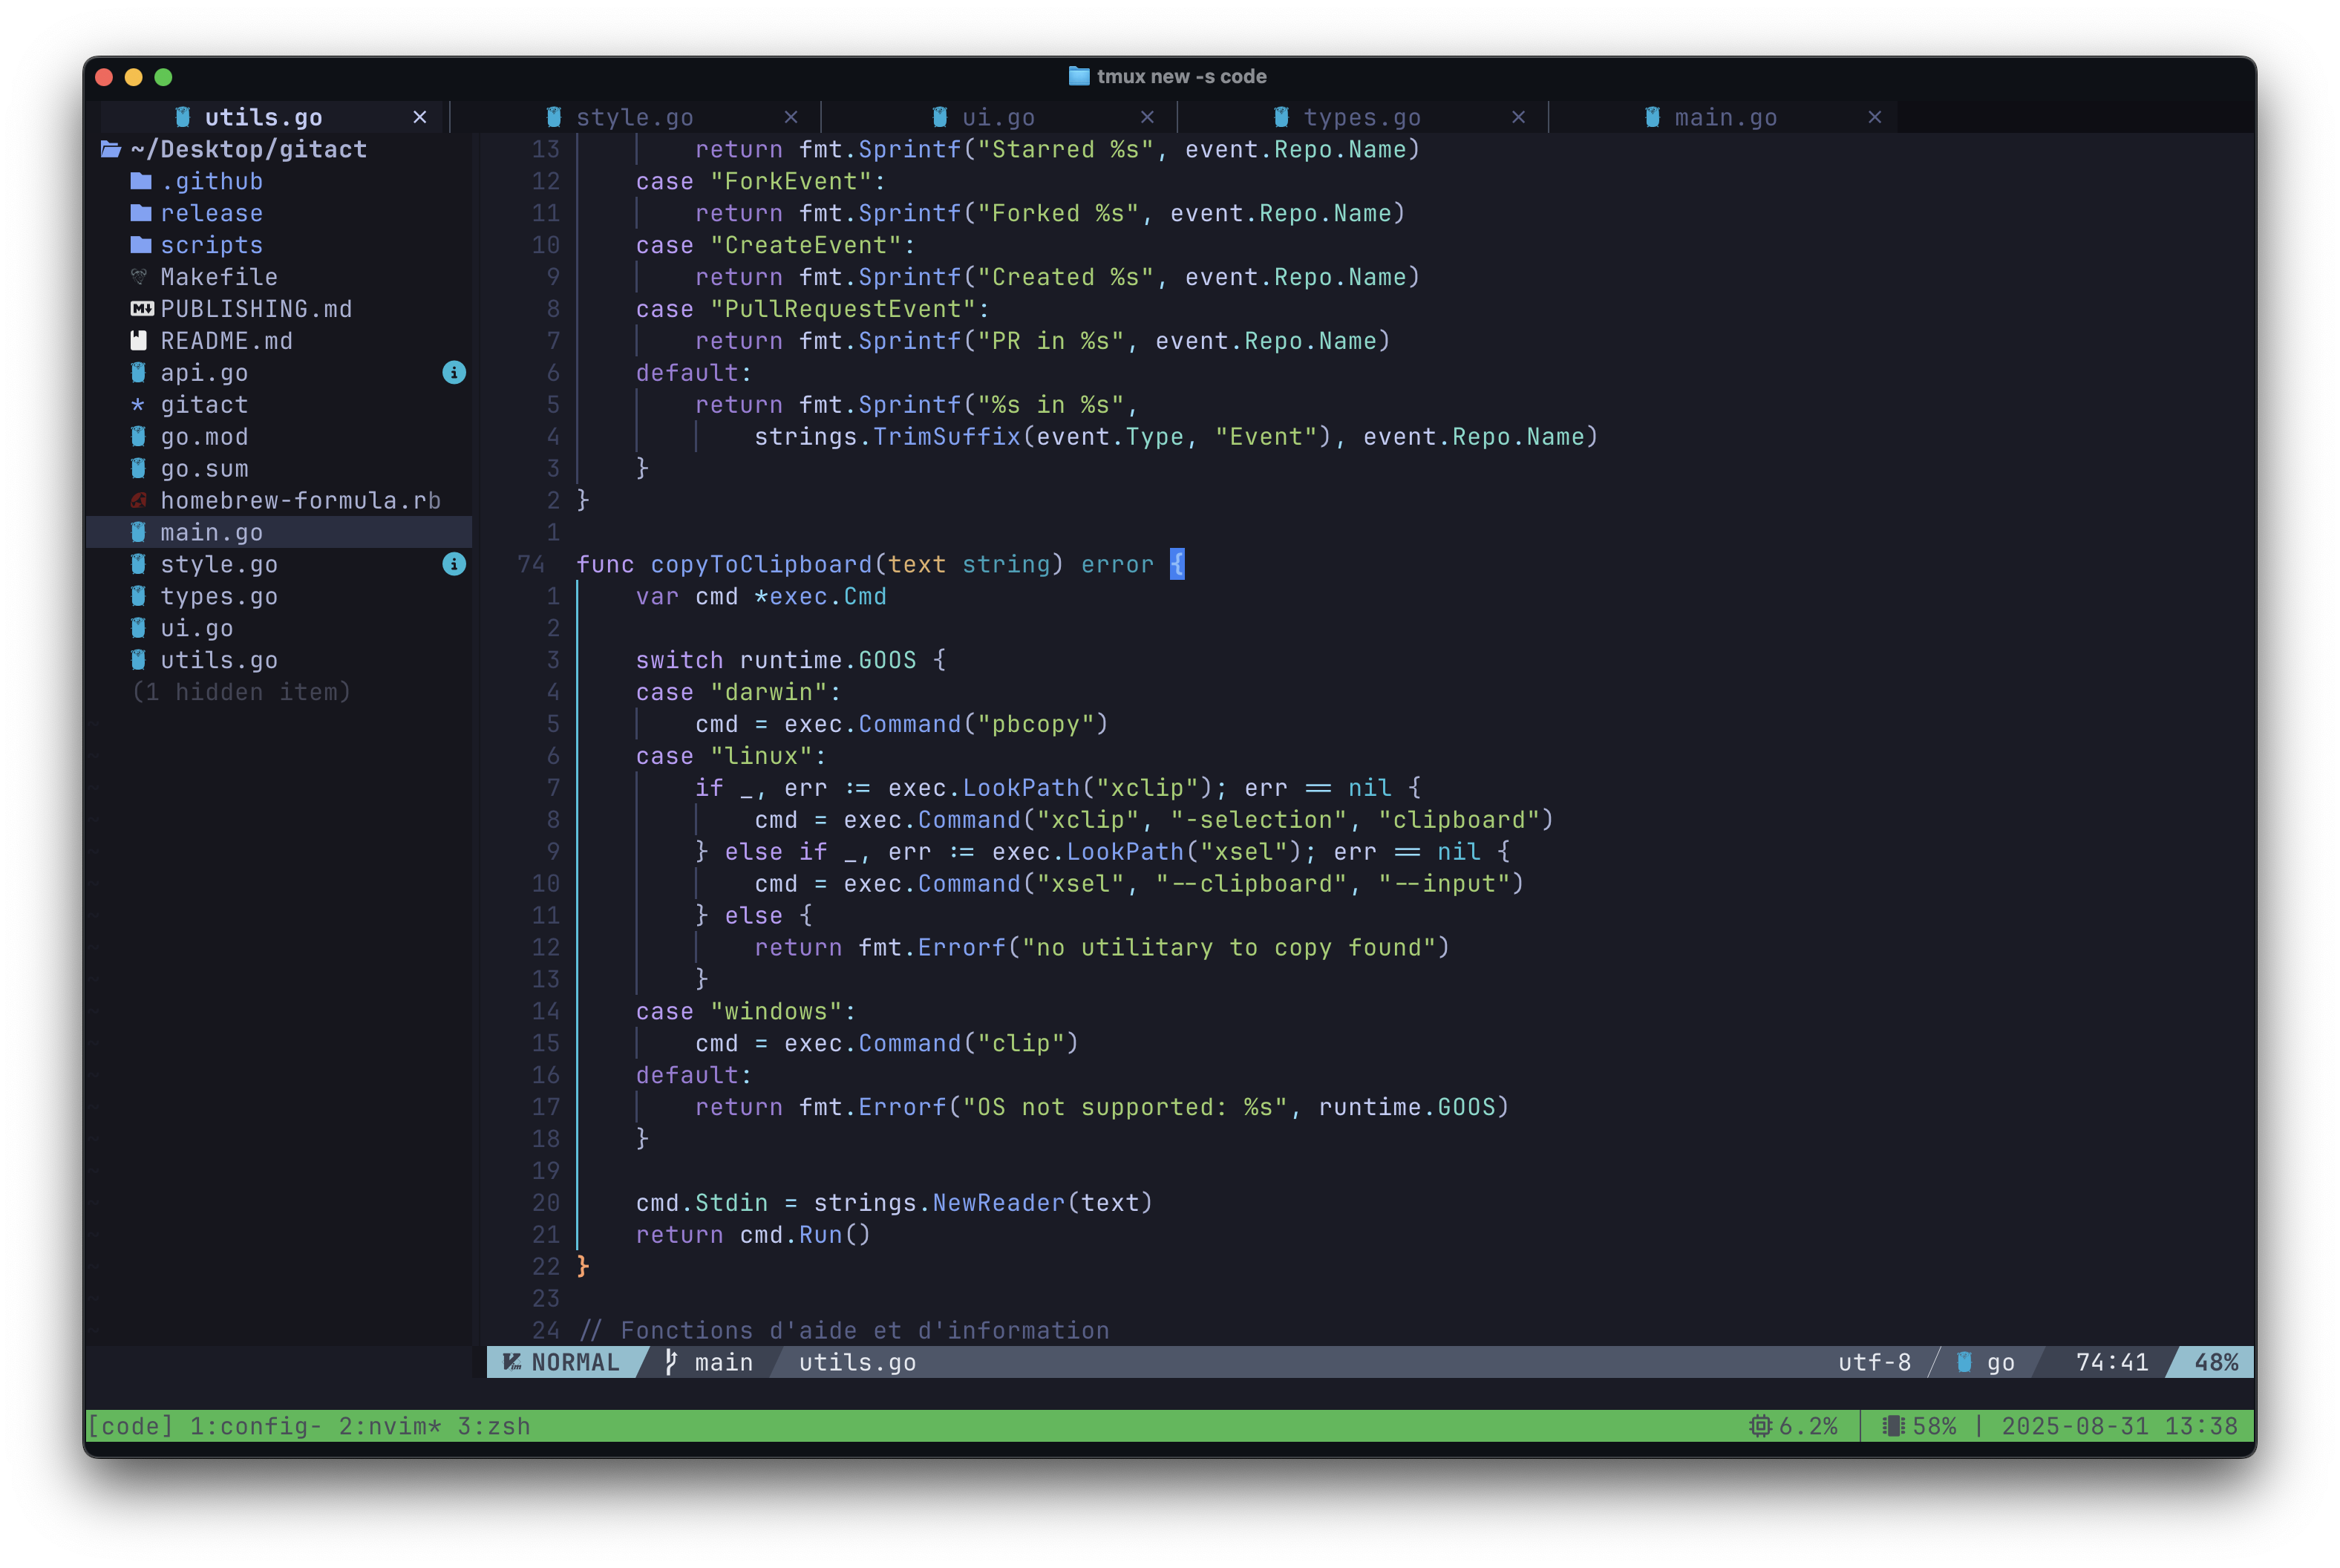 tmux new -s code
utils.go × style.go × ui.go × types.go × main.go ×
~/Desktop/gitact
.github
release
scripts
Makefile
PUBLISHING.md
README.md
api.go
gitact
go.mod
go.sum
homebrew-formula.rb
main.go
style.go
types.go
ui.go
utils.go
(1 hidden item)
13 return fmt.Sprintf("Starred %s", event.Repo.Name)
12 case "ForkEvent":
11 return fmt.Sprintf("Forked %s", event.Repo.Name)
10 case "CreateEvent":
9 return fmt.Sprintf("Created %s", event.Repo.Name)
8 case "PullRequestEvent":
7 return fmt.Sprintf("PR in %s", event.Repo.Name)
6 default:
5 return fmt.Sprintf("%s in %s",
4 strings.TrimSuffix(event.Type, "Event"), event.Repo.Name)
3 }
2 }
1
74 func copyToClipboard(text string) error {
1 var cmd *exec.Cmd
2
3 switch runtime.GOOS {
4 case "darwin":
5 cmd = exec.Command("pbcopy")
6 case "linux":
7 if _, err := exec.LookPath("xclip"); err == nil {
8 cmd = exec.Command("xclip", "-selection", "clipboard")
9 } else if _, err := exec.LookPath("xsel"); err == nil {
10 cmd = exec.Command("xsel", "--clipboard", "--input")
11 } else {
12 return fmt.Errorf("no utilitary to copy found")
13 }
14 case "windows":
15 cmd = exec.Command("clip")
16 default:
17 return fmt.Errorf("OS not supported: %s", runtime.GOOS)
18 }
19
20 cmd.Stdin = strings.NewReader(text)
21 return cmd.Run()
22 }
23
24 // Fonctions d'aide et d'information
NORMAL main utils.go utf-8 go 74:41 48%
[code] 1:config- 2:nvim* 3:zsh 6.2% | 58% | 2025-08-31 13:38